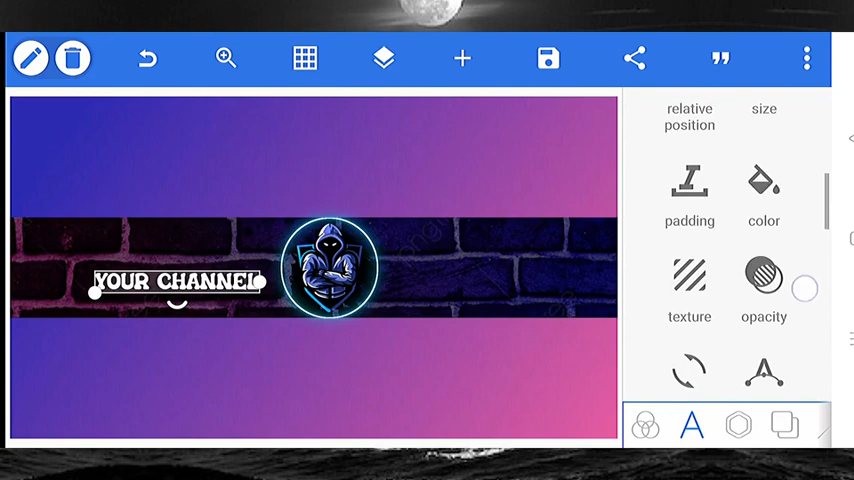 relative position
size
padding
color
YOUR CHANNEL
texture
opacity